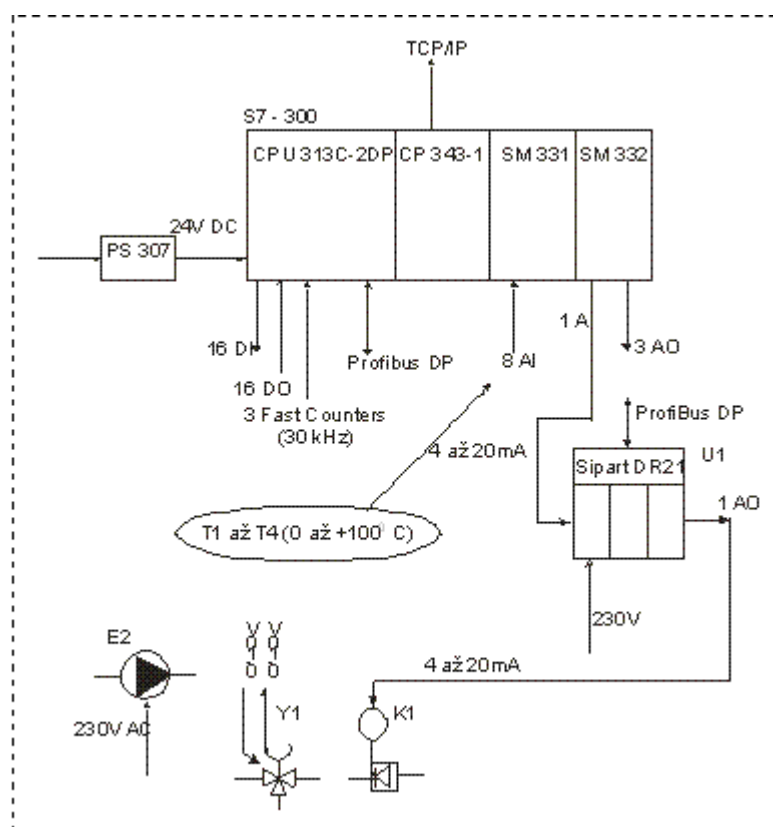 TCP/IP
S7 - 300
CPU 313C-2DP
CP 343-1
SM 331
SM 332
24V DC
PS 307
1 A
16 DI
Profibus DP
8 AI
3 AO
16 DO
3 Fast Counters
(30 kHz)
ProfiBus DP
4 až 20mA
Sipart DR21
U1
1 AO
T1 až T4 (0 až +100° C)
230V
E2
4 až 20mA
Y1
K1
230V AC